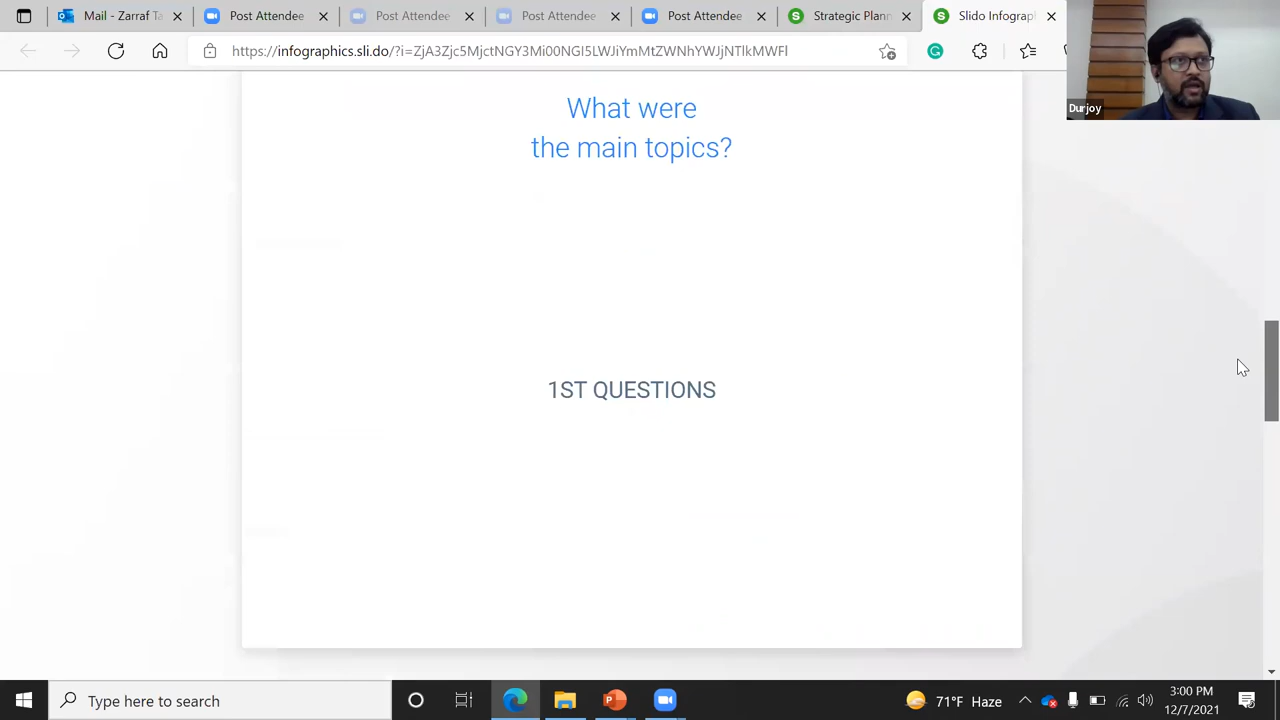 Mail - Zarraf Ta
Post Attendee
Post Attendee
Post Attendee
Post Attendee
Strategic Plann
Slido Infograph
https://infographics.sli.do/?i=ZjA3Zjc5MjctNGY3Mi00NGI5LWJiYmMtZWNhYWJjNTlkMWFl
Durjoy
What were
the main topics?
1ST QUESTIONS
Type here to search
71°F Haze
3:00 PM
12/7/2021